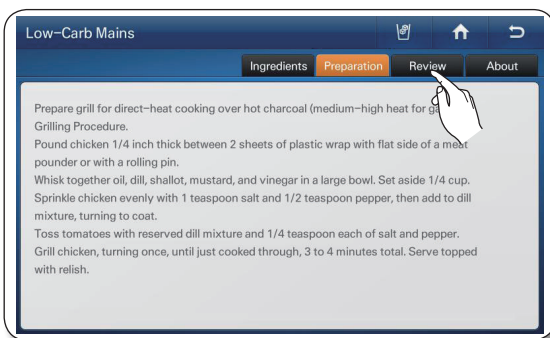 Low-Carb Mains
Ingredients Preparation Review About
Prepare grill for direct-heat cooking over hot charcoal (medium-high heat for
Grilling Procedure.
Pound chicken 1/4 inch thick between 2 sheets of plastic wrap with flat side of a meat
pounder or with a rolling pin.
Whisk together oil, dill, shallot, mustard, and vinegar in a large bowl. Set aside 1/4 cup.
Sprinkle chicken evenly with 1 teaspoon salt and 1/2 teaspoon pepper, then add to dill
mixture, turning to coat.
Toss tomatoes with reserved dill mixture and 1/4 teaspoon each of salt and pepper.
Grill chicken, turning once, until just cooked through, 3 to 4 minutes total. Serve topped
with relish.